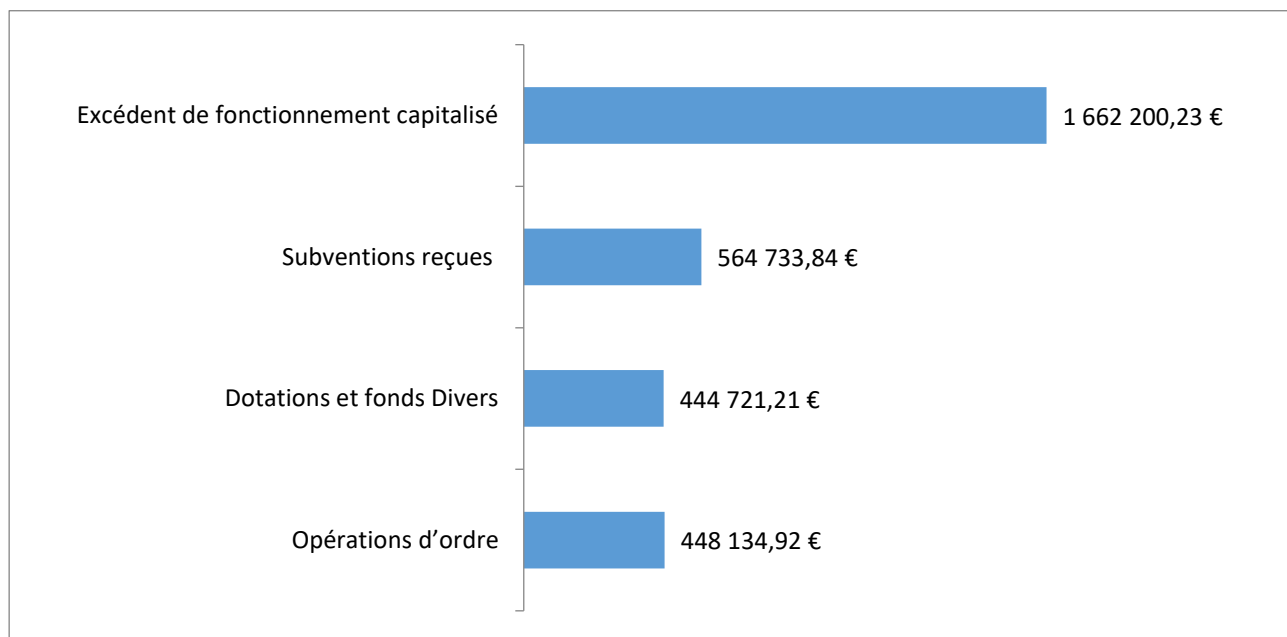 Excédent de fonctionnement capitalisé 1 662 200,23 €
Subventions reçues 564 733,84 €
Dotations et fonds Divers 444 721,21 €
Opérations d’ordre 448 134,92 €